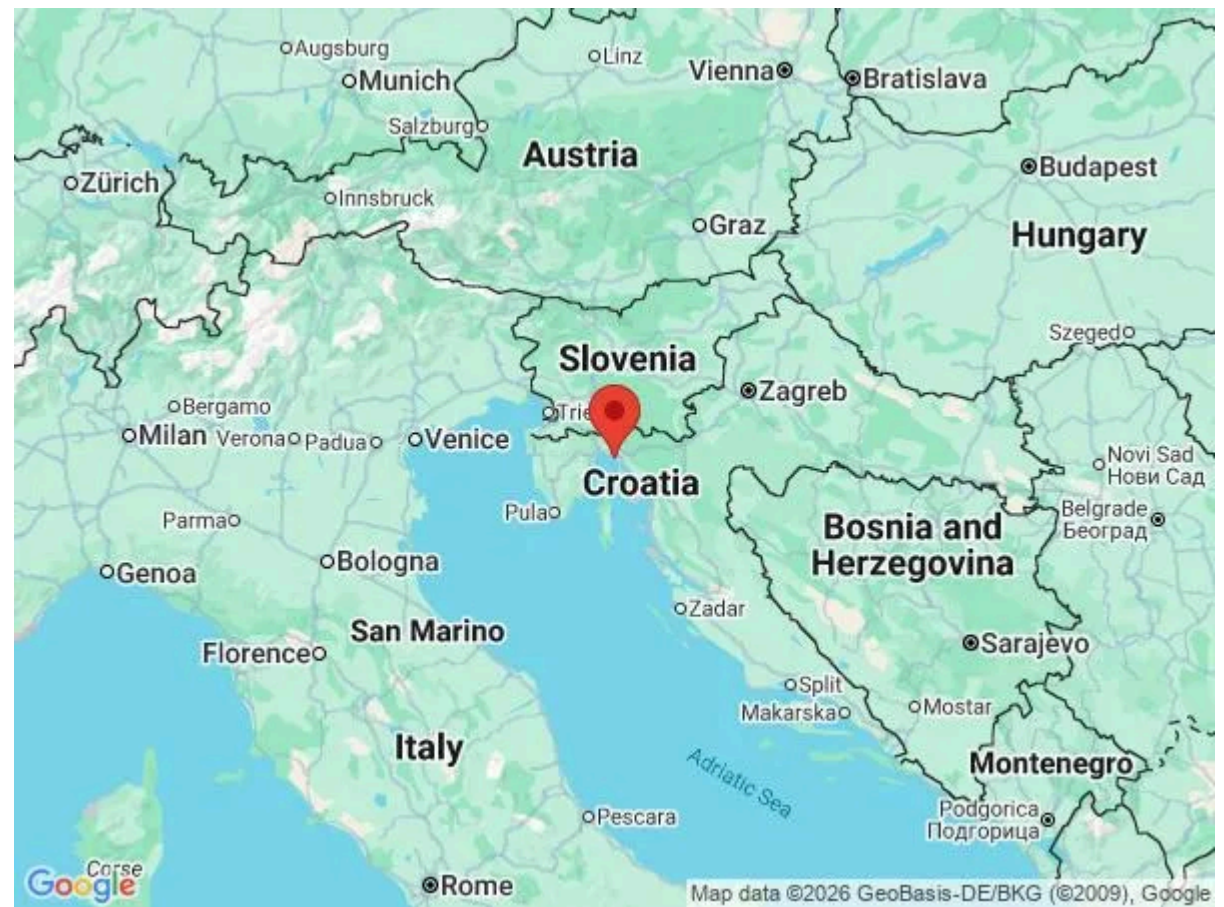 Augsburg
Munich
Linz
Vienna
Bratislava
Salzburg
Austria
Budapest
Zürich
Innsbruck
Graz
Hungary
Szeged
Slovenia
Zagreb
Bergamo
Trie
Milan
Verona
Padua
Venice
Novi Sad
Нови Сад
Croatia
Parma
Pula
Belgrade
Београд
Bosnia and
Herzegovina
Genoa
Bologna
Zadar
San Marino
Florence
Sarajevo
Split
Makarska
Mostar
Italy
Adriatic Sea
Montenegro
Pescara
Podgorica
Подгорица
Corse
Google
Rome
Map data ©2026 GeoBasis-DE/BKG (©2009), Google